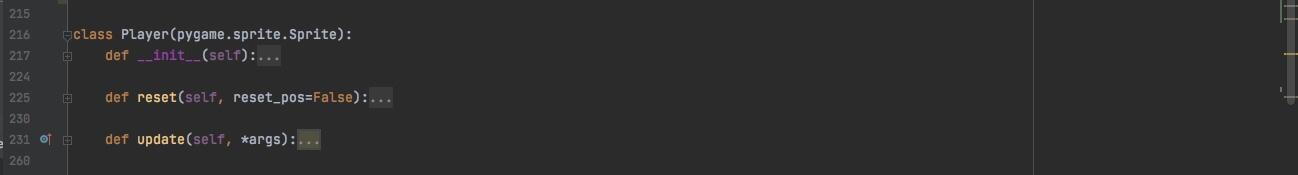 215
216 class Player(pygame.sprite.Sprite):
217 def __init__(self):...
224
225 def reset(self, reset_pos=False):...
230
231 def update(self, *args):...
260